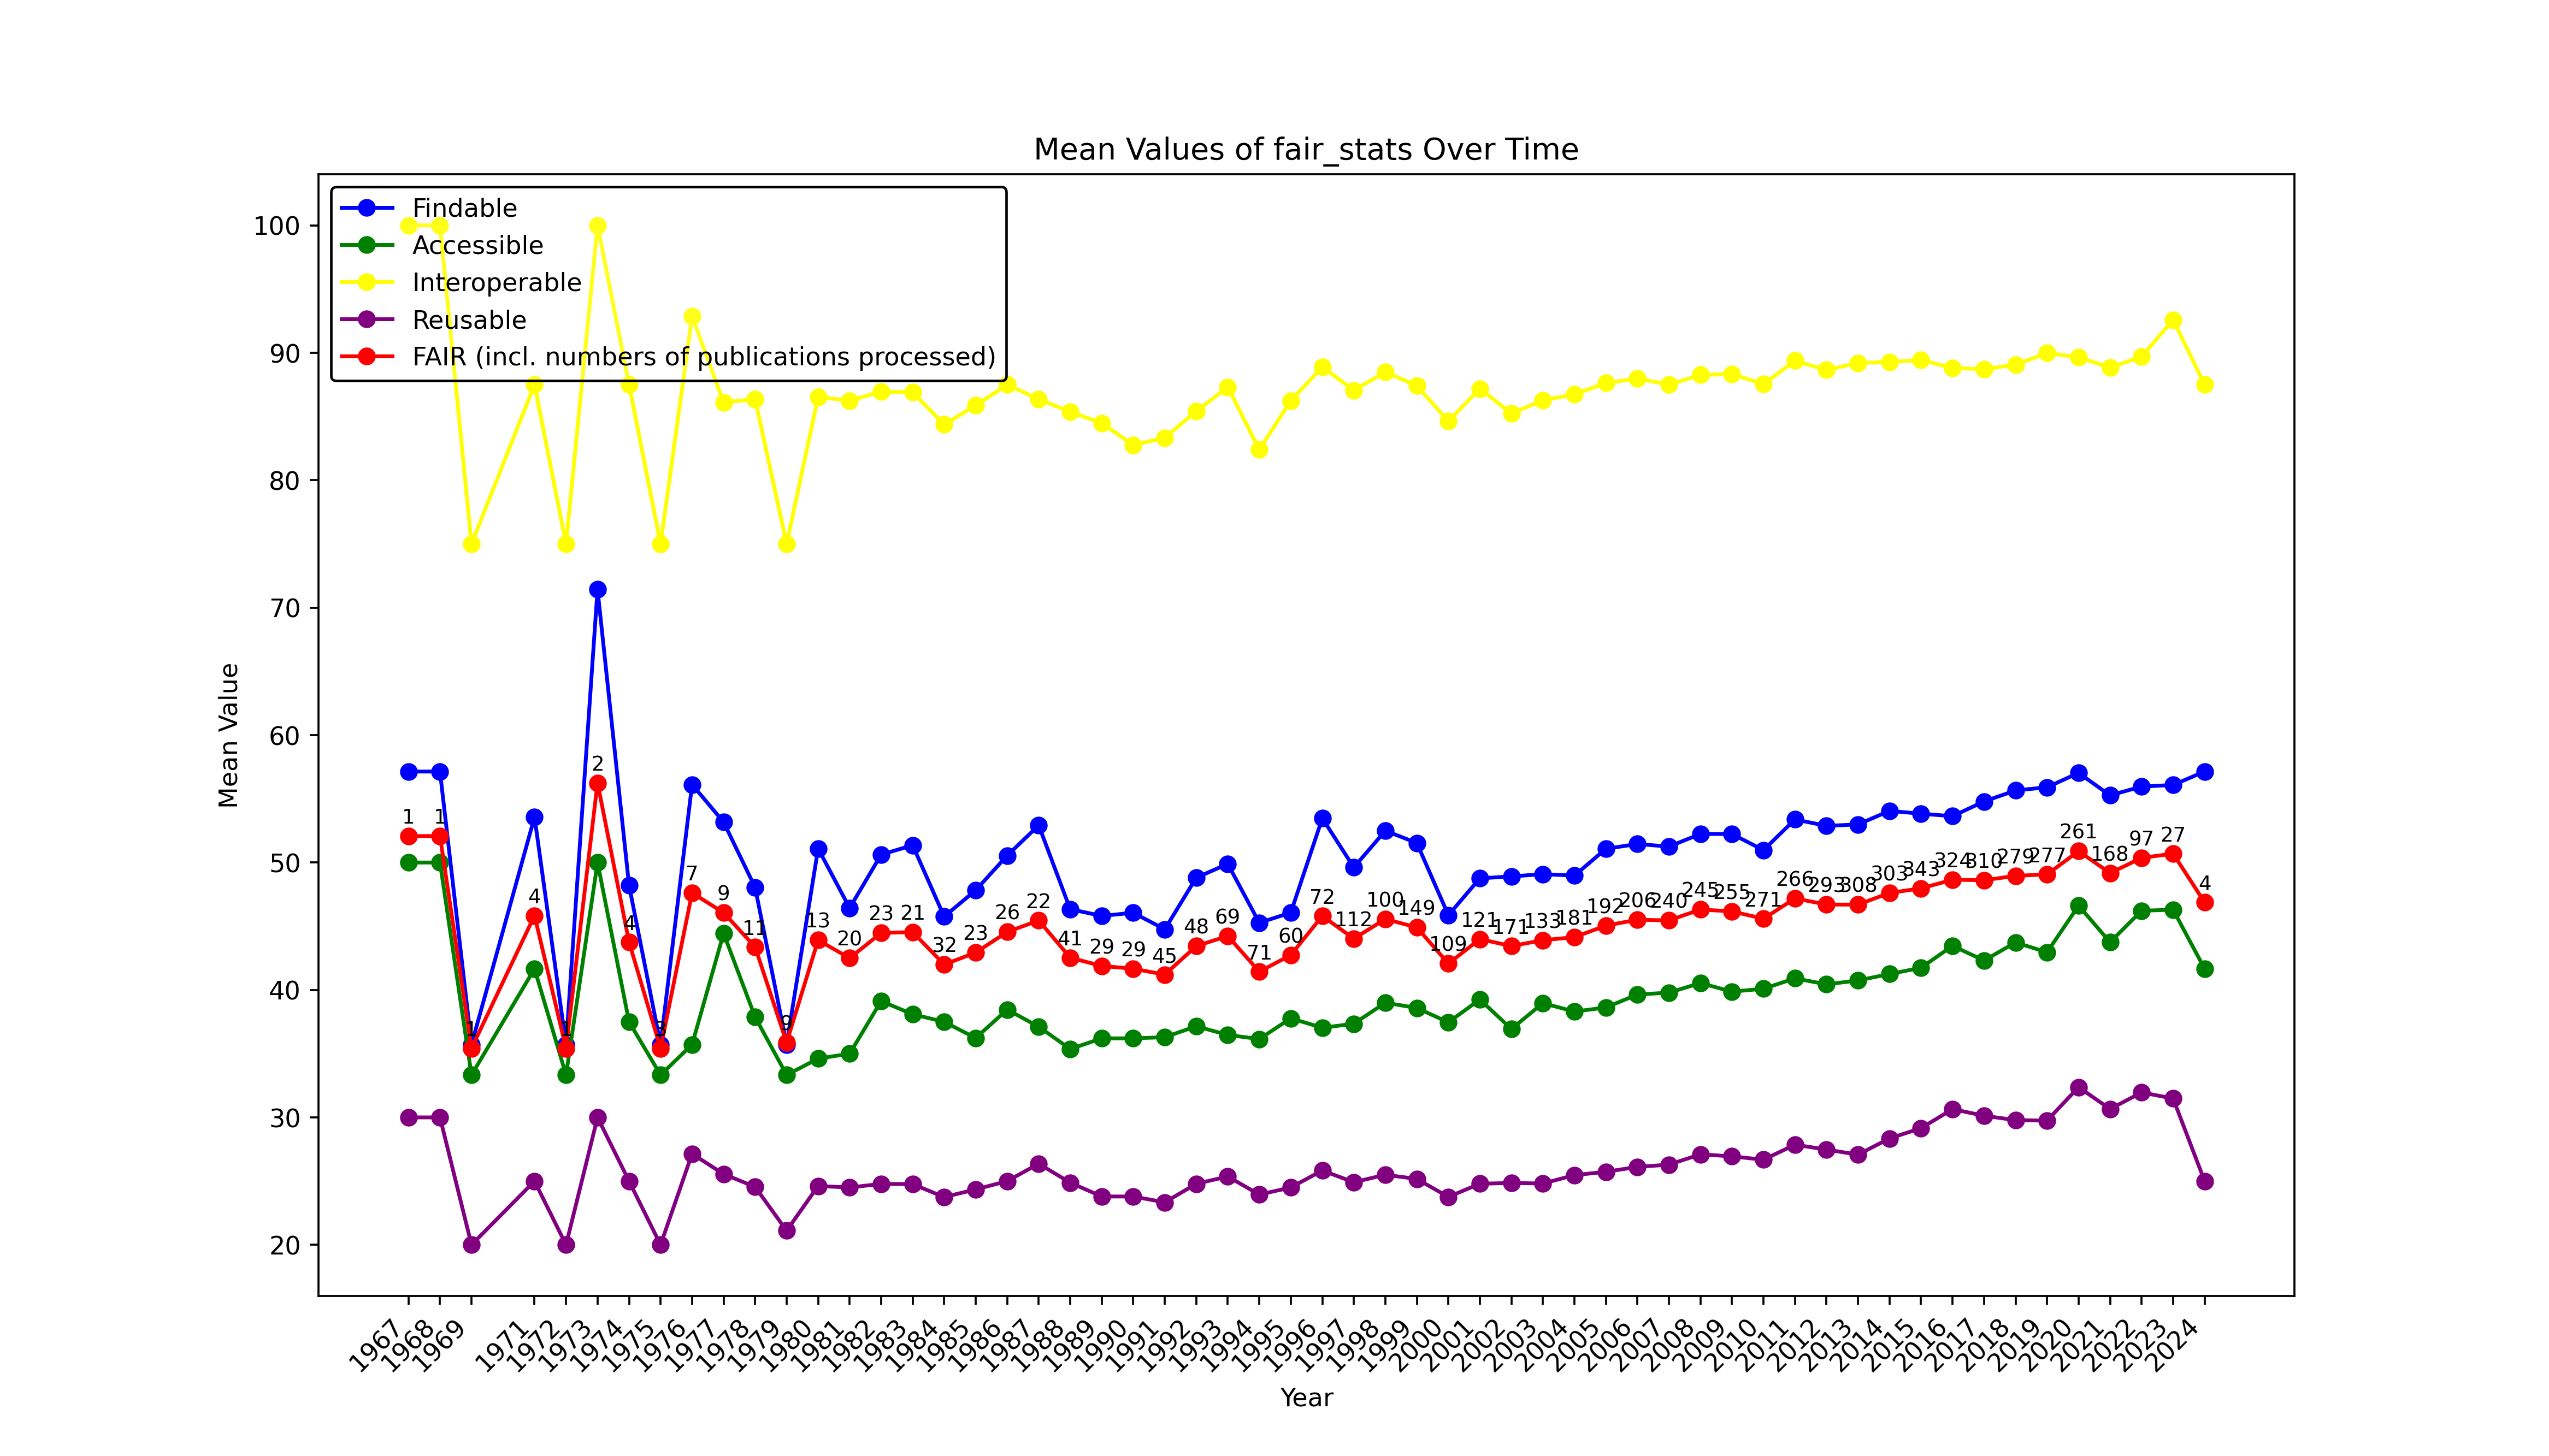 Mean Values of fair_stats Over Time
Findable
Accessible
Interoperable
Reusable
FAIR (incl. numbers of publications processed)
Mean Value
100
90
80
70
60
50
40
30
20
1 1 1 4 1 2 4 3 7 9 11 9 13 20 23 21 32 23 26 22 41 29 29 45 48 69 71 60 72 112 100 149 109 121 171 133 181 192 206 240 245 255 271 266 293 308 303 343 324 310 279 277 261 168 97 27 4
1967 1968 1969 1971 1972 1973 1974 1975 1976 1977 1978 1979 1980 1981 1982 1983 1984 1985 1986 1987 1988 1989 1990 1991 1992 1993 1994 1995 1996 1997 1998 1999 2000 2001 2002 2003 2004 2005 2006 2007 2008 2009 2010 2011 2012 2013 2014 2015 2016 2017 2018 2019 2020 2021 2022 2023 2024
Year